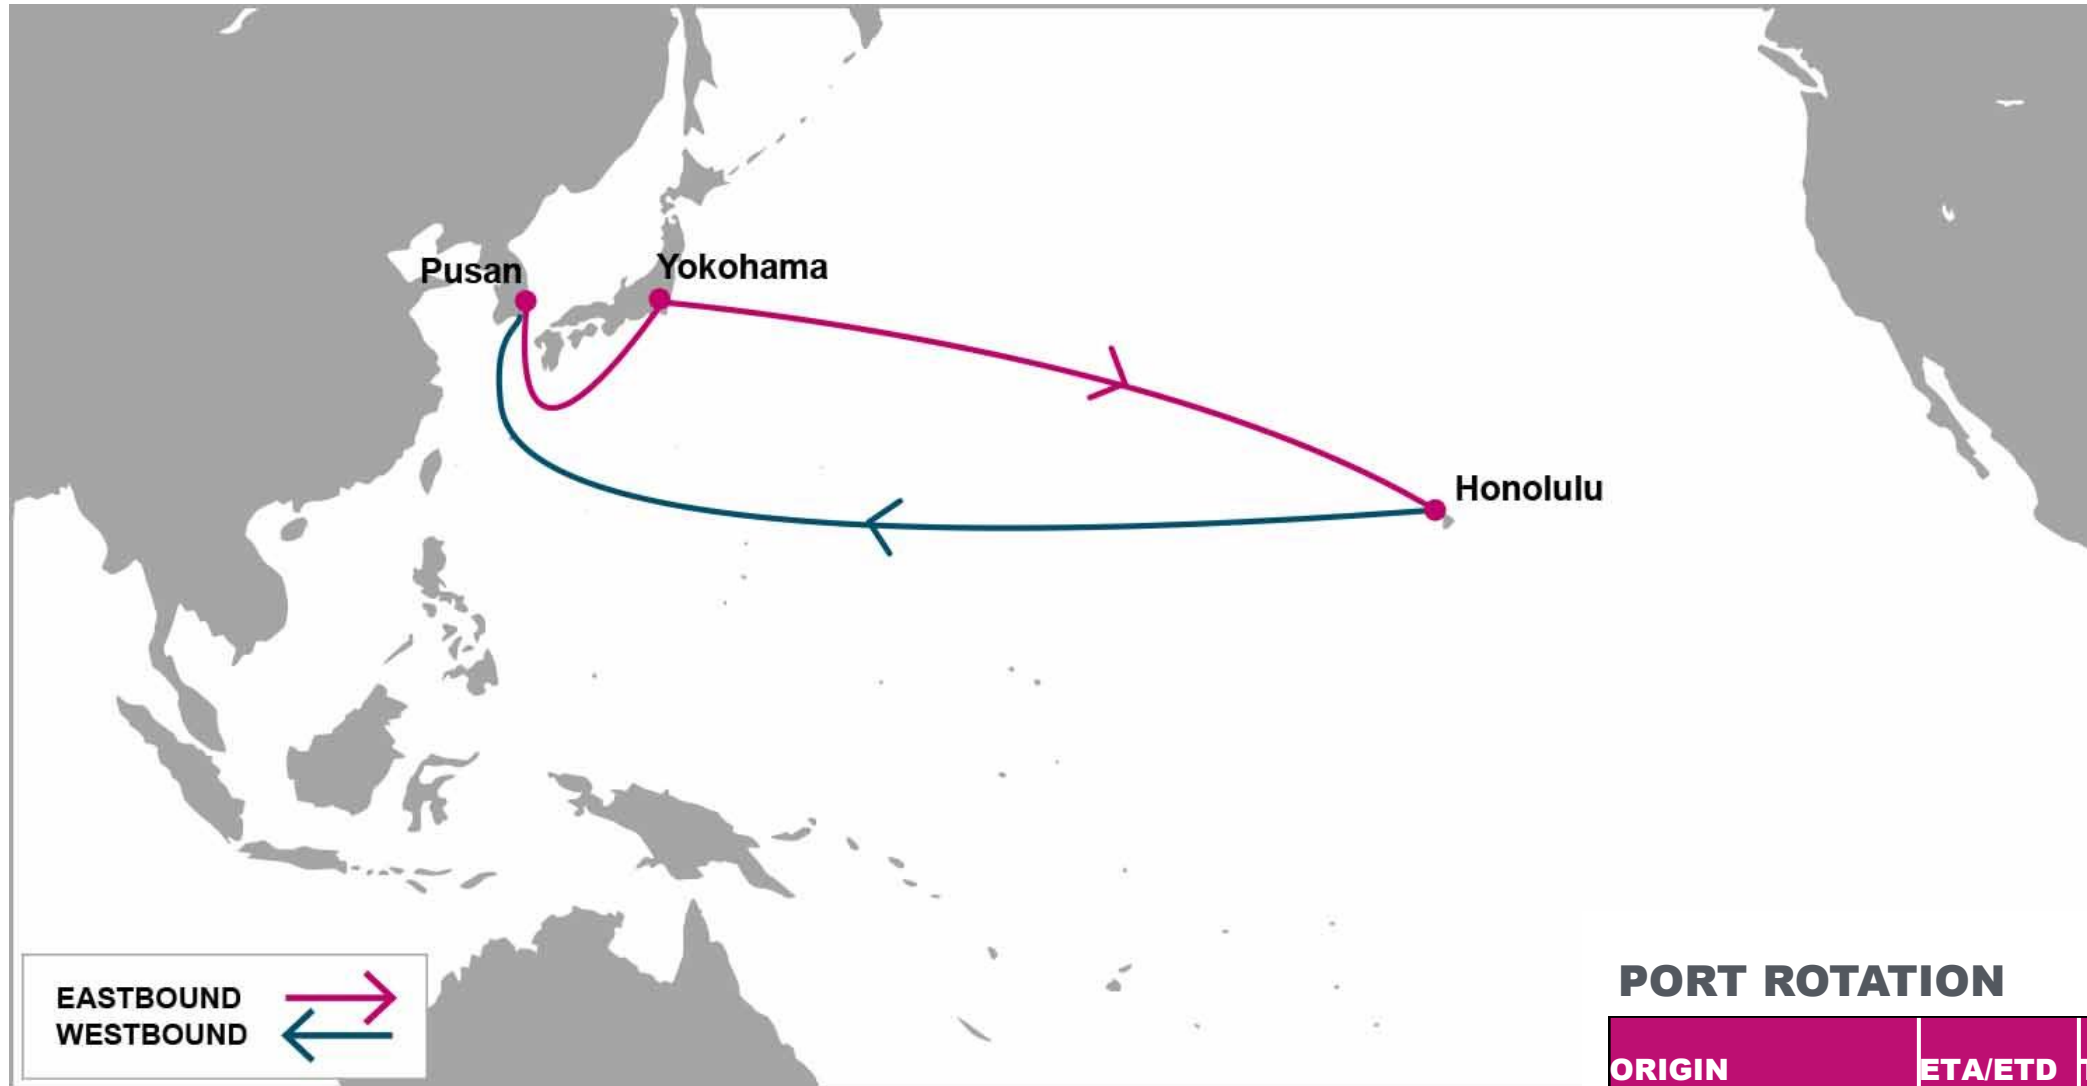 Pusan
Yokohama
Honolulu
EASTBOUND
WESTBOUND
PORT ROTATION
ORIGIN
ETA/ETD